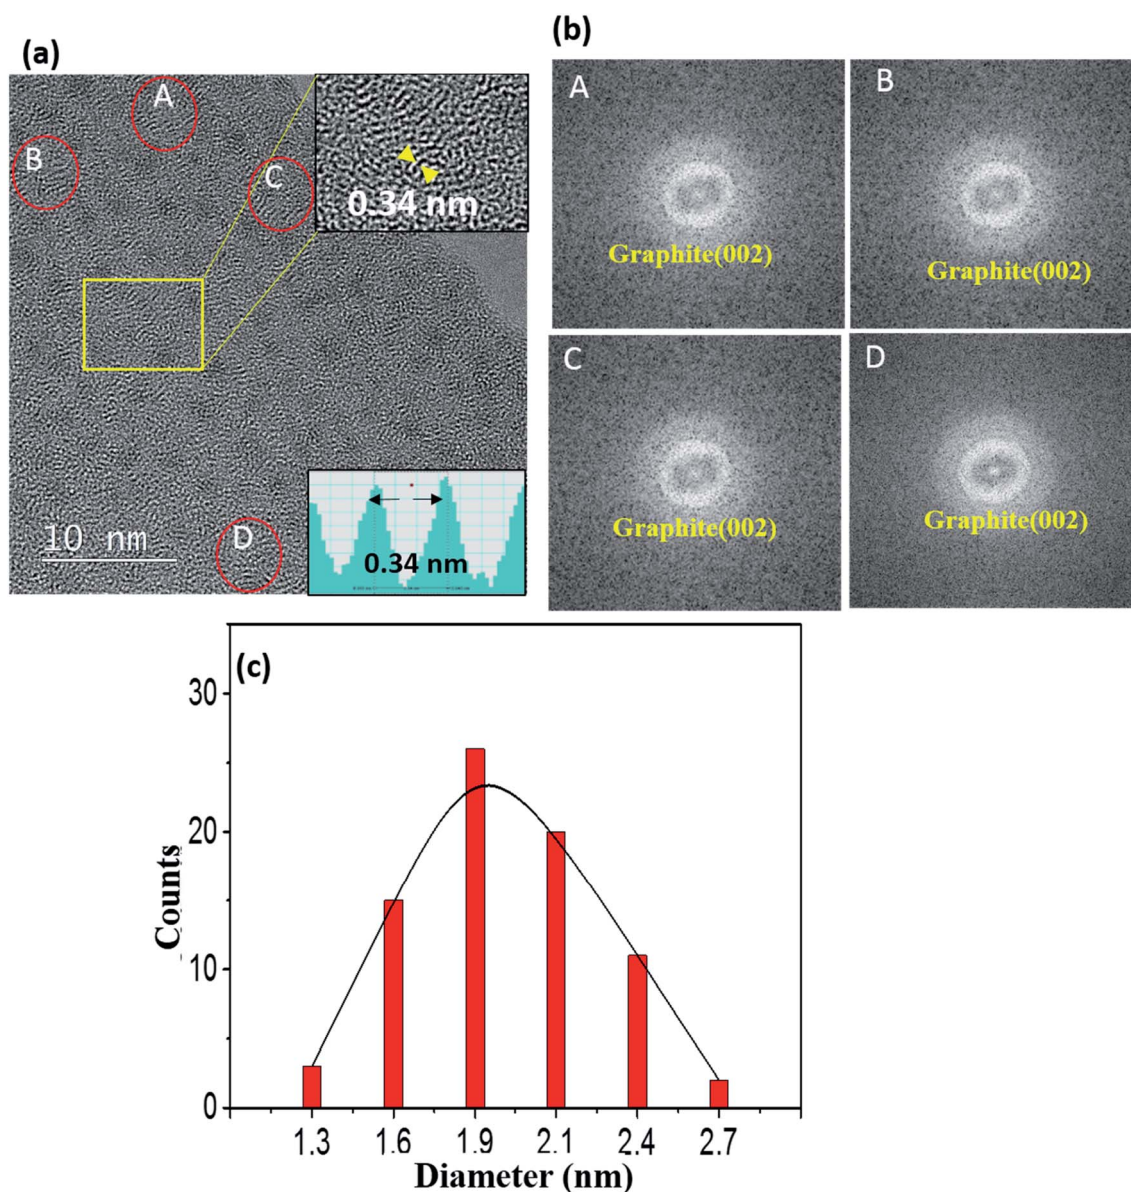 (a)
A
B
C
0.34 nm
10 nm
D
0.34 nm
(b)
A
Graphite(002)
B
Graphite(002)
C
Graphite(002)
D
Graphite(002)
(c)
30
20
10
0
Counts
1.3 1.6 1.9 2.1 2.4 2.7
Diameter (nm)